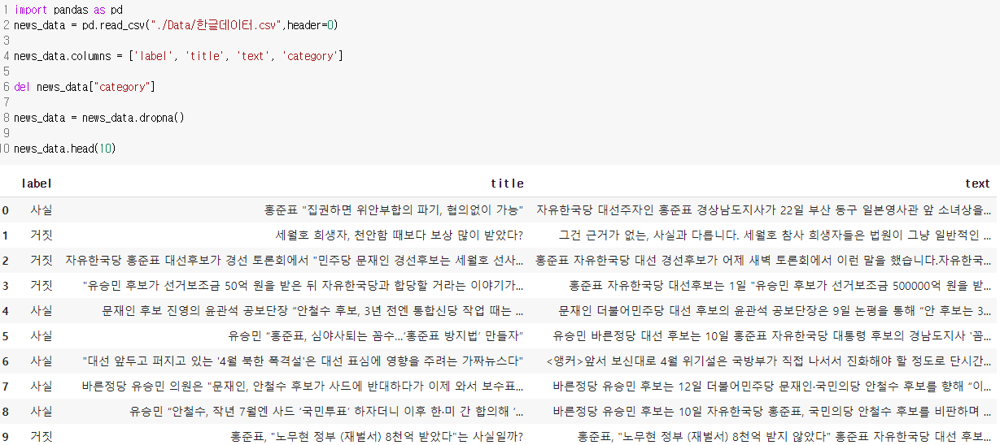 1 import pandas as pd
2 news_data = pd.read_csv("./Data/한글데이터.csv",header=0)
3
4 news_data.columns = ['label', 'title', 'text', 'category']
5
6 del news_data["category"]
7
8 news_data = news_data.dropna()
9
10 news_data.head(10)
label title text
0 사실 홍준표 "집권하면 위안부합의 파기, 협의없이 가능" 자유한국당 대선주자인 홍준표 경상남도지사가 22일 부산 동구 일본영사관 앞 소녀상을...
1 거짓 세월호 희생자, 천안함 때보다 보상 많이 받았다? 그건 근거가 없는, 사실과 다릅니다. 세월호 참사 희생자들은 법원이 그냥 일반적인 ...
2 거짓 자유한국당 홍준표 대선후보가 경선 토론회에서 "민주당 문재인 경선후보는 세월호 선사... 홍준표 자유한국당 대선 경선후보가 어제 새벽 토론회에서 이런 말을 했습니다.자유한국...
3 거짓 "유승민 후보가 선거보조금 50억 원을 받은 뒤 자유한국당과 합당할 거라는 이야기가... 홍준표 자유한국당 대선후보는 1일 "유승민 후보가 선거보조금 500000억 원을 받...
4 사실 문재인 후보 진영의 윤관석 공보단장 “안철수 후보, 3년 전엔 통합신당 작업 때는 ... 문재인 더불어민주당 대선 후보의 윤관석 공보단장은 9일 논평을 통해 “안 후보는 3...
5 사실 유승민 “홍준표, 심야사퇴는 꼼수…‘홍준표 방지법’ 만들자” 유승민 바른정당 대선 후보는 10일 홍준표 자유한국당 대통령 후보의 경남도지사 '꼼...
6 사실 "대선 앞두고 퍼지고 있는 '4월 북한 폭격설'은 대선 표심에 영향을 주려는 가짜뉴스다" <앵커>앞서 보신대로 4월 위기설은 국방부가 직접 나서서 진화해야 할 정도로 단시간...
7 사실 바른정당 유승민 의원은 "문재인, 안철수 후보가 사드에 반대하다가 이제 와서 보수표... 바른정당 유승민 후보는 12일 더불어민주당 문재인·국민의당 안철수 후보를 향해 “이...
8 사실 유승민 “안철수, 작년 7월엔 사드 ‘국민투표’ 하자더니 이후 한·미 간 합의해 ‘... 바른정당 유승민 후보는 10일 자유한국당 홍준표, 국민의당 안철수 후보를 비판하며 ...
9 거짓 홍준표, "노무현 정부 (재벌서) 8천억 받았다"는 사실일까? 홍준표, "노무현 정부 (재벌서) 8천억 받지 않았다" 홍준표 자유한국당 대선 후보...